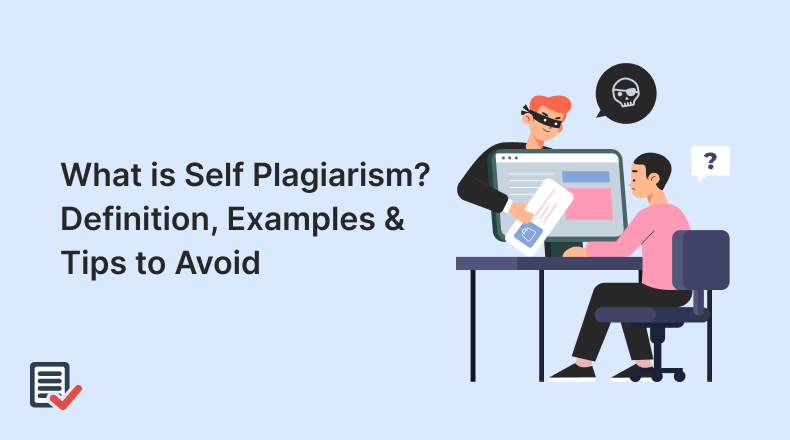 What is Self Plagiarism?
Definition, Examples &
Tips to Avoid
?